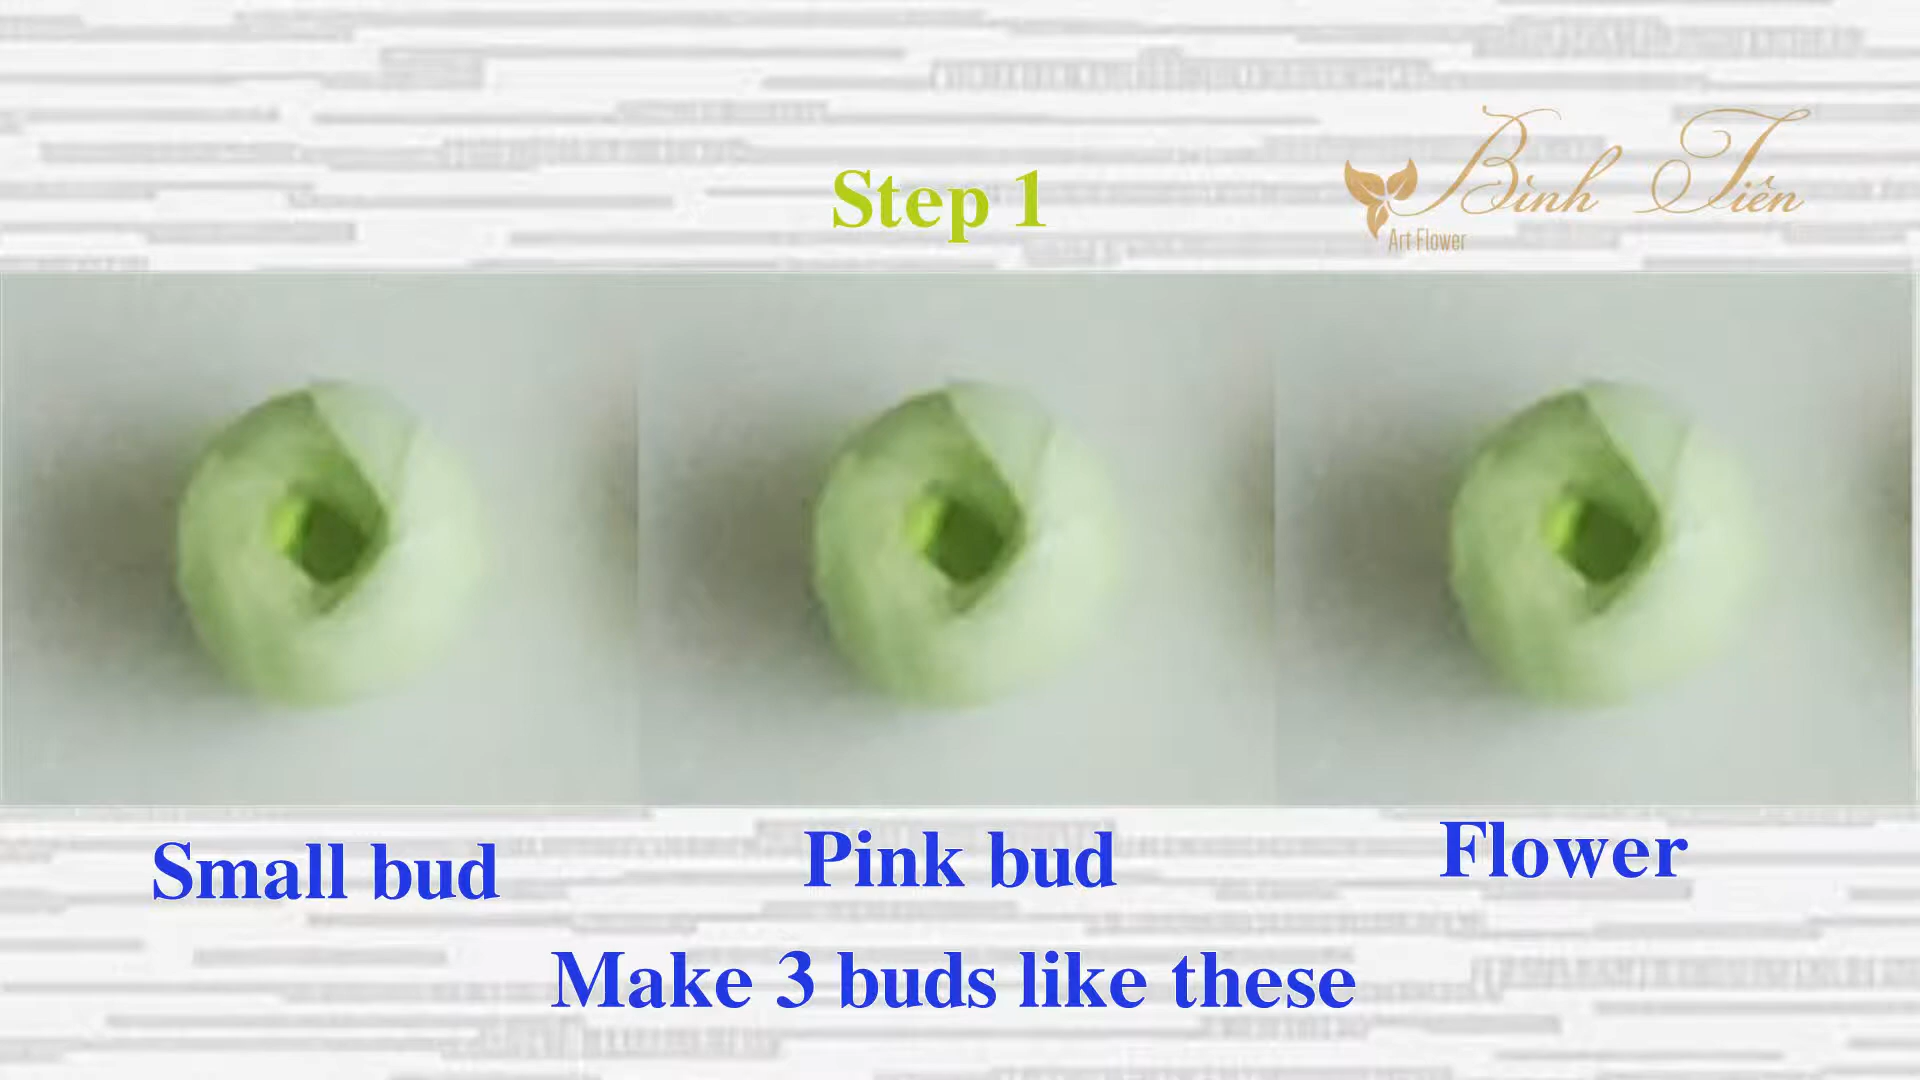 Step 1
Bình Tiên
Art Flower
Small bud
Pink bud
Flower
Make 3 buds like these